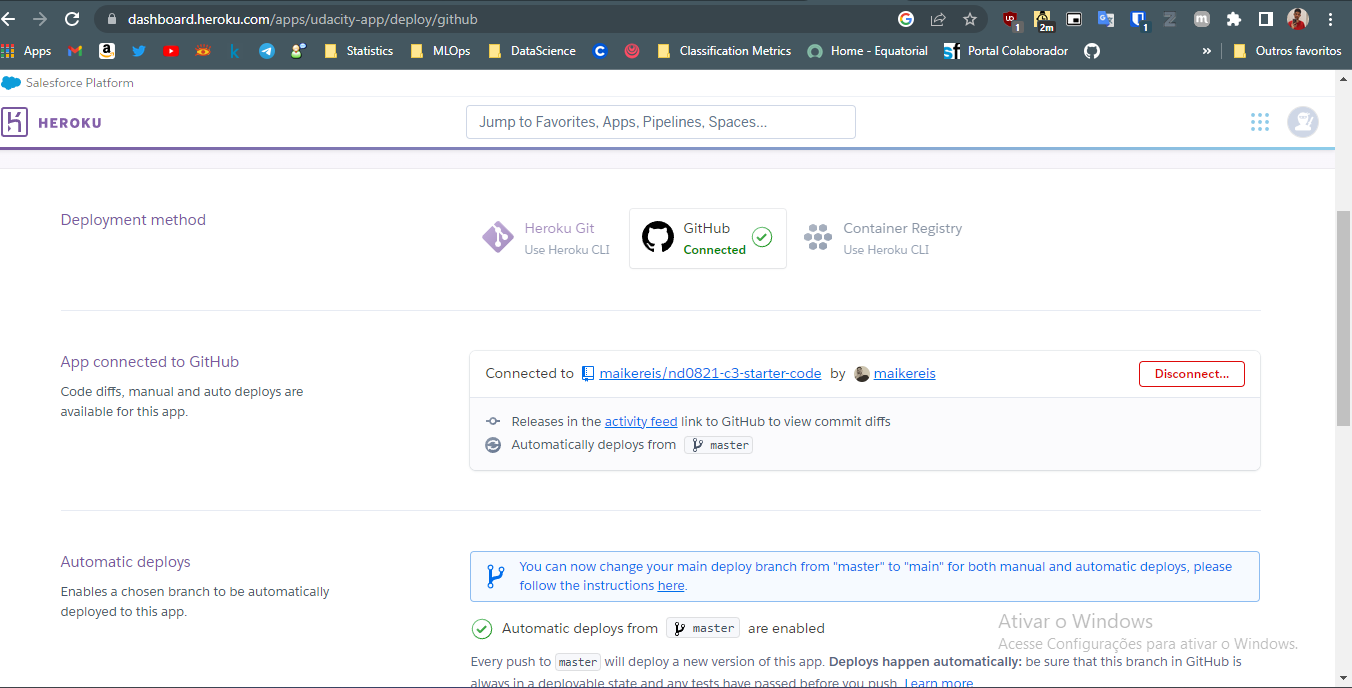 dashboard.heroku.com/apps/udacity-app/deploy/github
1
2m
1
Apps
Statistics
MLOps
DataScience
Classification Metrics
Home - Equatorial
Portal Colaborador
»
Outros favoritos
Salesforce Platform
HEROKU
Jump to Favorites, Apps, Pipelines, Spaces...
Deployment method
Heroku Git
Use Heroku CLI
GitHub
Connected
Container Registry
Use Heroku CLI
App connected to GitHub
Code diffs, manual and auto deploys are
available for this app.
Connected to maikereis/nd0821-c3-starter-code by maikereis
Disconnect...
Releases in the activity feed link to GitHub to view commit diffs
Automatically deploys from master
Automatic deploys
Enables a chosen branch to be automatically
deployed to this app.
You can now change your main deploy branch from "master" to "main" for both manual and automatic deploys, please
follow the instructions here.
Automatic deploys from master are enabled
Ativar o Windows
Acesse Configurações para ativar o Windows.
Every push to master will deploy a new version of this app. Deploys happen automatically: be sure that this branch in GitHub is
always in a deployable state and any tests have passed before you push. Learn more